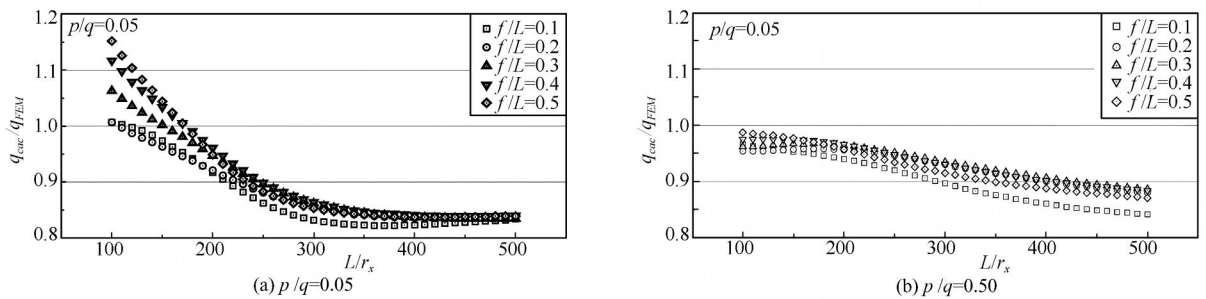 p/q=0.05
f/L=0.1
f/L=0.2
f/L=0.3
f/L=0.4
f/L=0.5
1.2
1.1
1.0
0.9
0.8
q_cac/q_FEM
100
200
300
400
500
L/r_x
(a) p/q=0.05
p/q=0.05
f/L=0.1
f/L=0.2
f/L=0.3
f/L=0.4
f/L=0.5
1.2
1.1
1.0
0.9
0.8
q_cac/q_FEM
100
200
300
400
500
L/r_x
(b) p/q=0.50